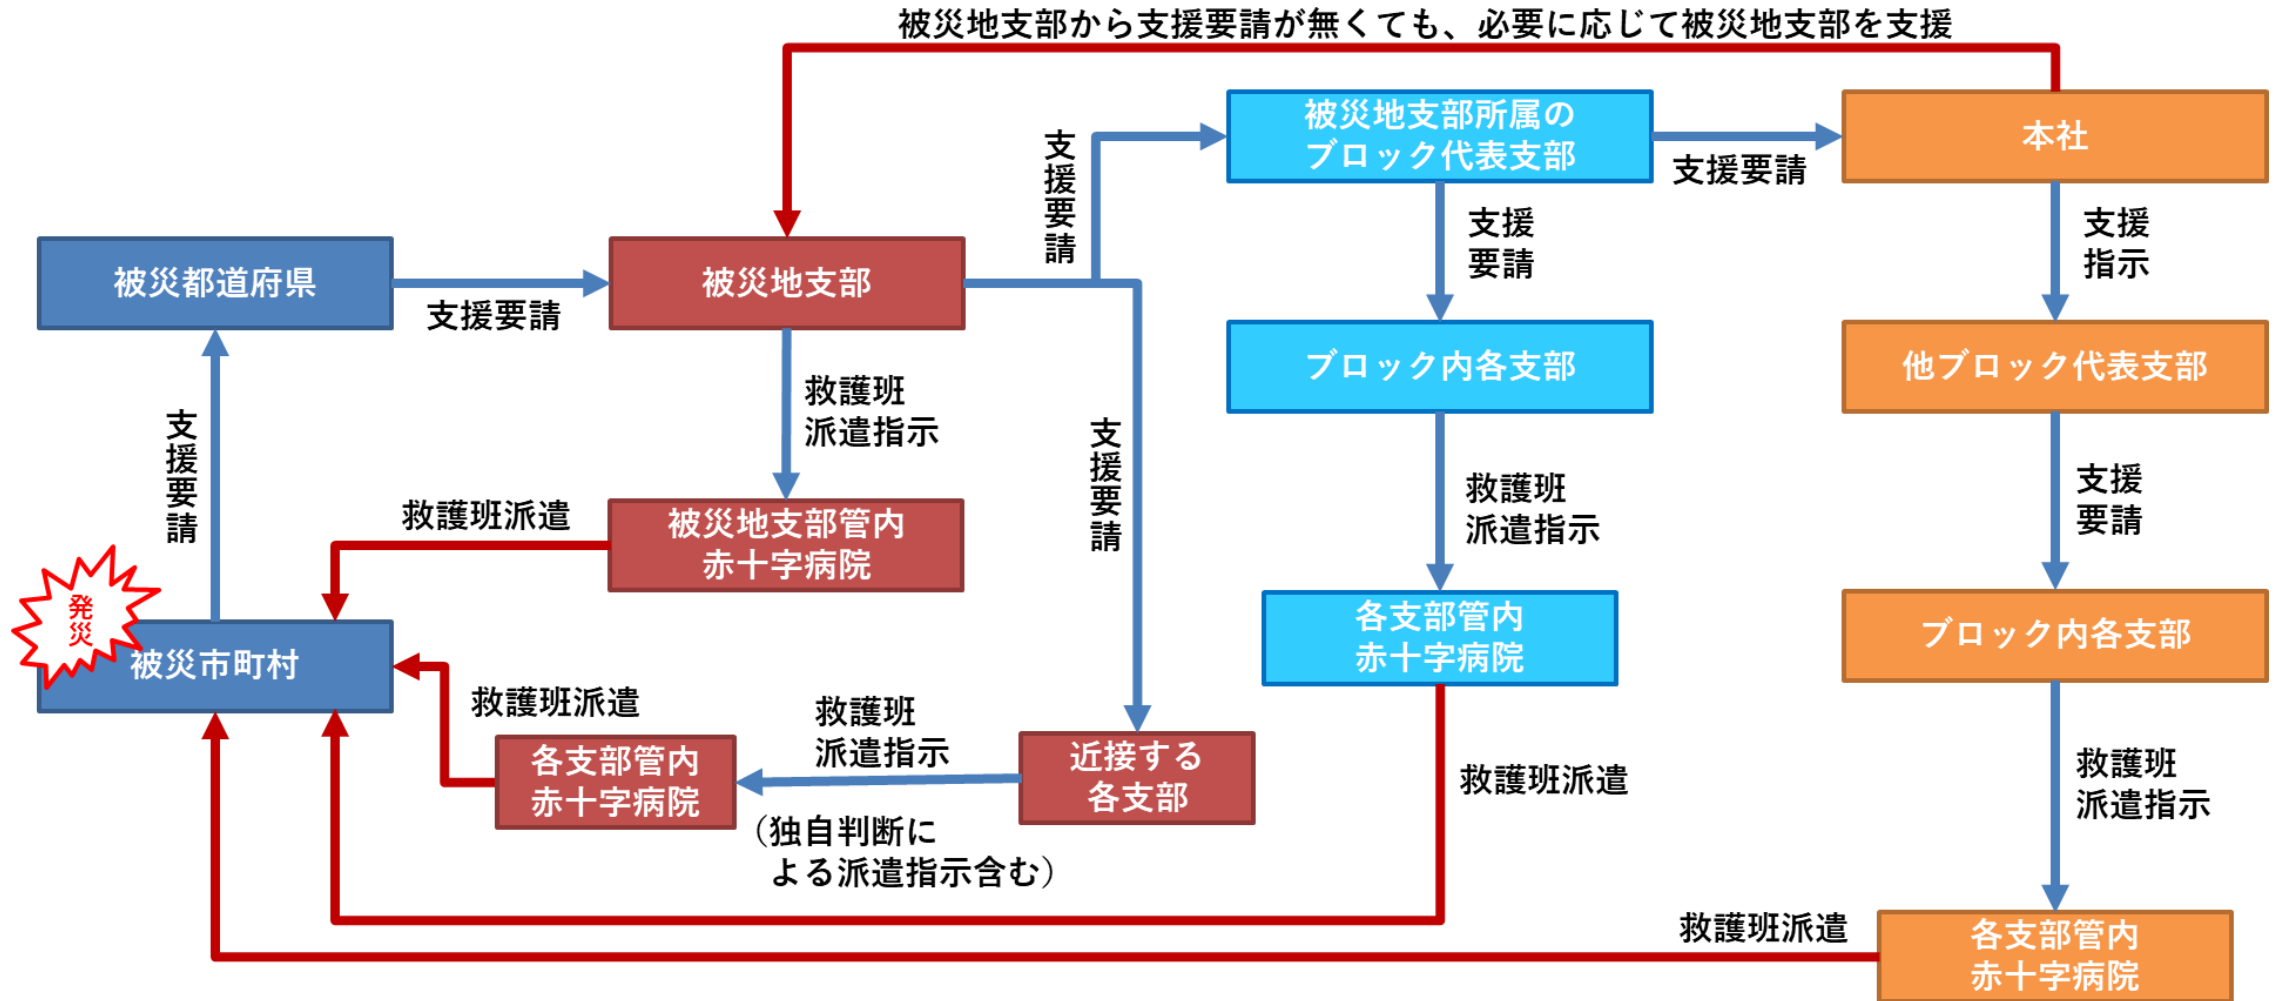 被災地支部から支援要請が無くても、必要に応じて被災地支部を支援
被災地支部所属の
ブロック代表支部
支援要請
本社
支援要請
支援
要請
支援
指示
被災都道府県
支援要請
被災地支部
ブロック内各支部
他ブロック代表支部
救護班
派遣指示
支援要請
支援要請
救護班
派遣指示
支援
要請
救護班派遣
被災地支部管内
赤十字病院
発災
被災市町村
各支部管内
赤十字病院
ブロック内各支部
救護班派遣
救護班
派遣指示
各支部管内
赤十字病院
近接する
各支部
(独自判断に
よる派遣指示含む)
救護班派遣
救護班
派遣指示
救護班派遣
各支部管内
赤十字病院